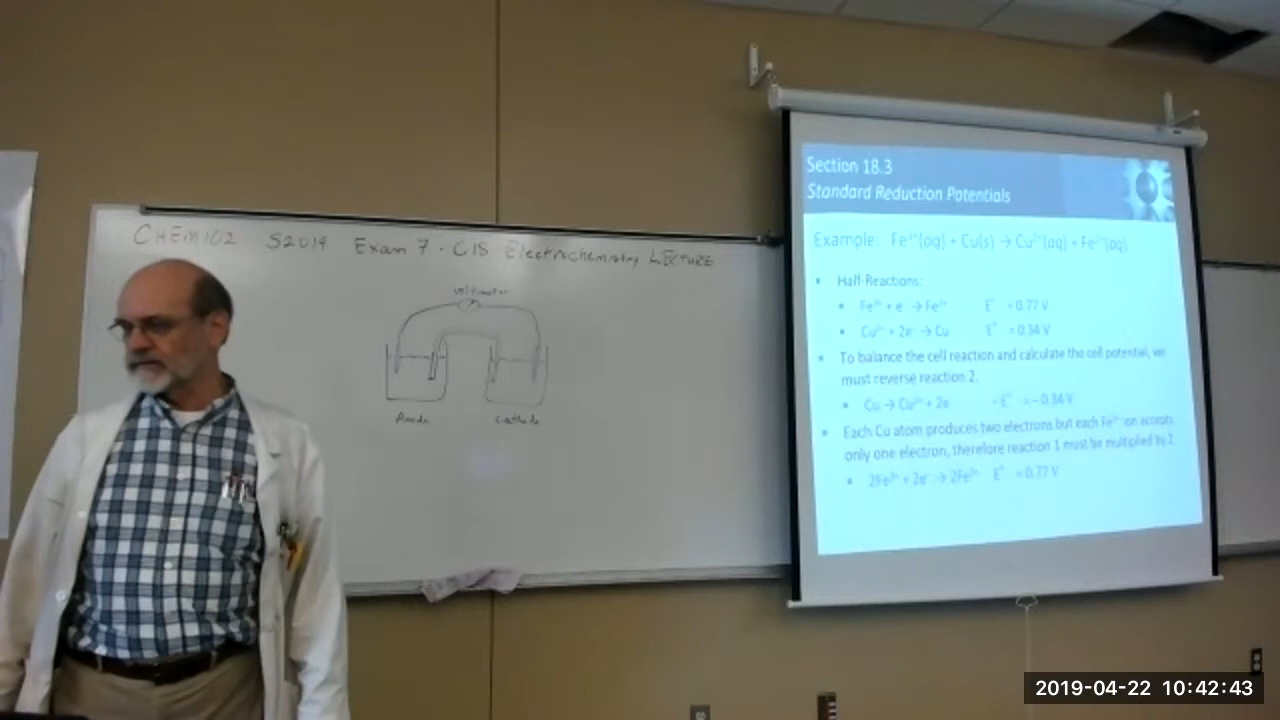 CHEM102 S2019 Exam 7 - C18 Electrochemistry LECTURE
voltmeter
Anode
Cathode
Section 18.3
Standard Reduction Potentials
Example: Fe³⁺(aq) + Cu(s) → Cu²⁺(aq) + Fe²⁺(aq)
• Half-Reactions:
• Fe³⁺ + e⁻ → Fe²⁺ E° = 0.77 V
• Cu²⁺ + 2e⁻ → Cu E° = 0.34 V
• To balance the cell reaction and calculate the cell potential, we
must reverse reaction 2.
• Cu → Cu²⁺ + 2e⁻ - E° = - 0.34 V
• Each Cu atom produces two electrons but each Fe³⁺ ion accepts
only one electron, therefore reaction 1 must be multiplied by 2.
• 2Fe³⁺ + 2e⁻ → 2Fe²⁺ E° = 0.77 V
2019-04-22 10:42:43